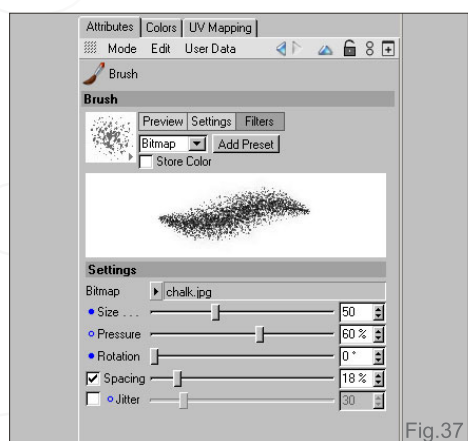 Attributes Colors UV Mapping
Mode Edit User Data
Brush
Brush
Preview Settings Filters
Bitmap Add Preset
Store Color
Settings
Bitmap chalk.jpg
Size . . . 50
Pressure 60 %
Rotation 0 °
Spacing 18 %
Jitter 30
Fig.37